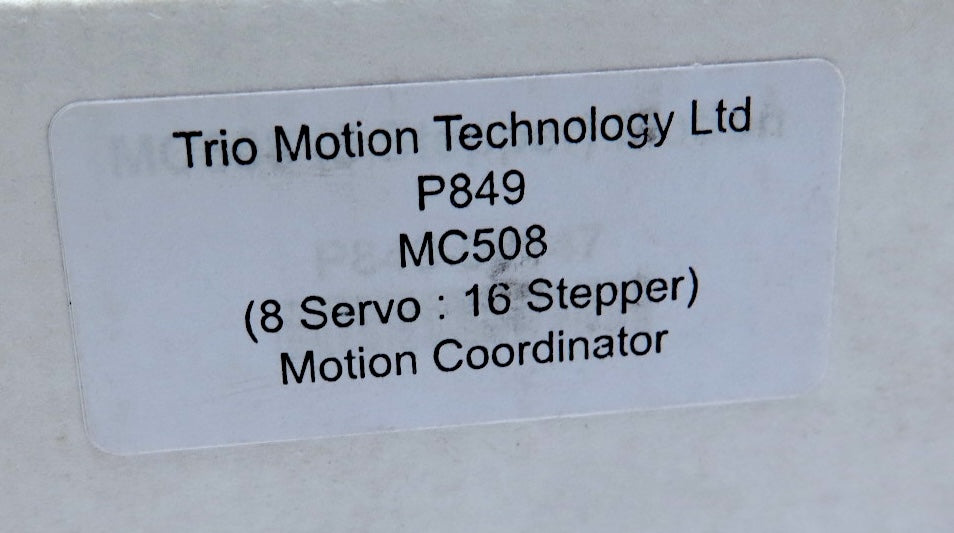 Trio Motion Technology Ltd
P849
MC508
(8 Servo : 16 Stepper)
Motion Coordinator